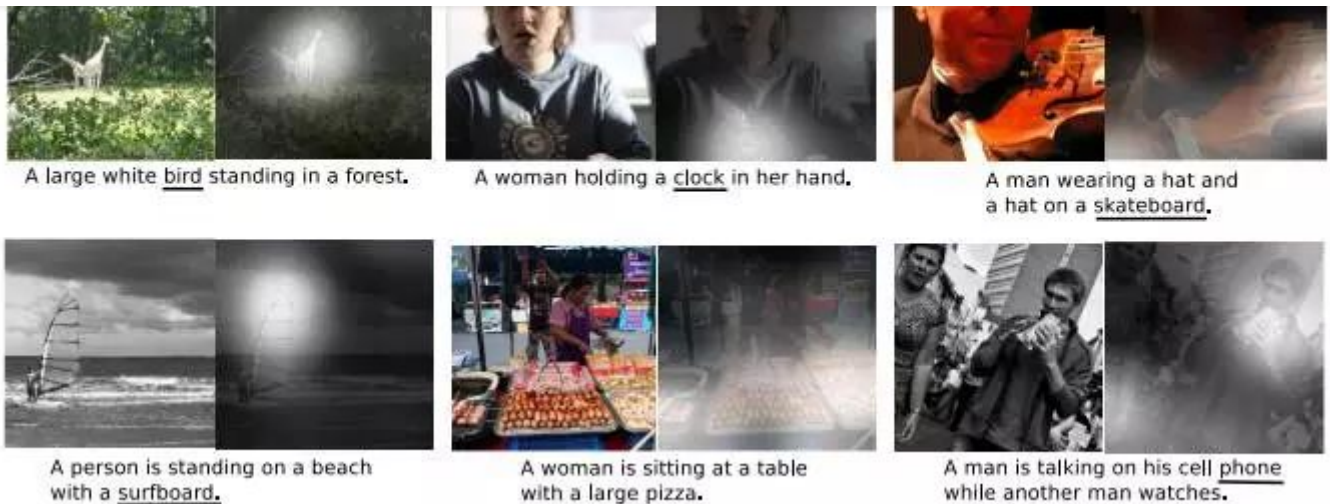 A large white bird standing in a forest.
A woman holding a clock in her hand.
A man wearing a hat and
a hat on a skateboard.
A person is standing on a beach
with a surfboard.
A woman is sitting at a table
with a large pizza.
A man is talking on his cell phone
while another man watches.